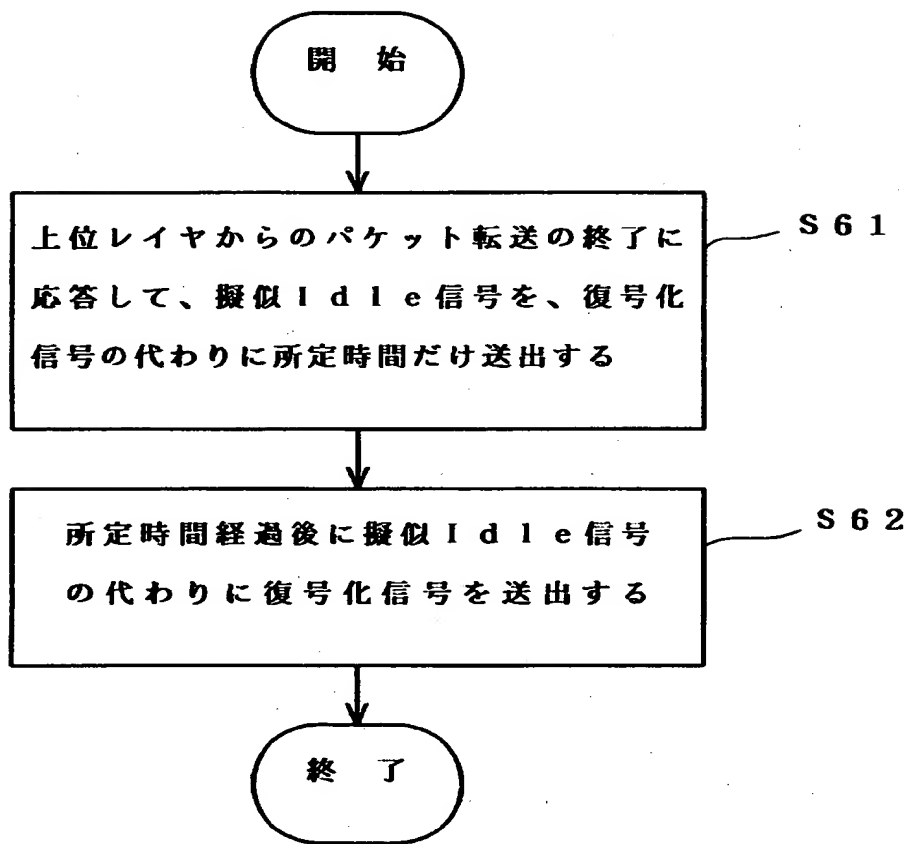 開始
上位レイヤからのパケット転送の終了に
応答して、擬似Idle信号を、復号化
信号の代わりに所定時間だけ送出する
S61
所定時間経過後に擬似Idle信号
の代わりに復号化信号を送出する
S62
終了